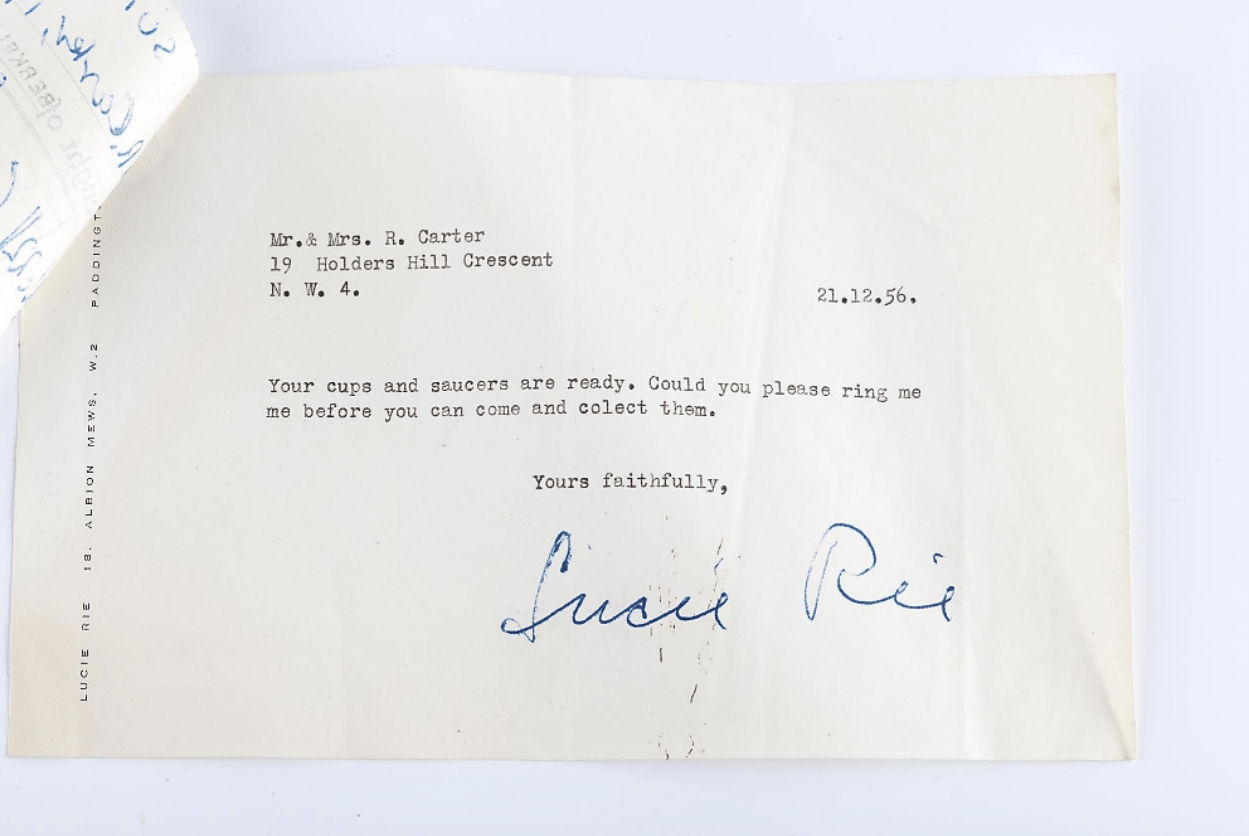 Mr.& Mrs. R. Carter
19 Holders Hill Crescent
N. W. 4.
21.12.56.
Your cups and saucers are ready. Could you please ring me
me before you can come and colect them.
Yours faithfully,
Lucie Rie
LUCIE RIE 18, ALBION MEWS, W.2